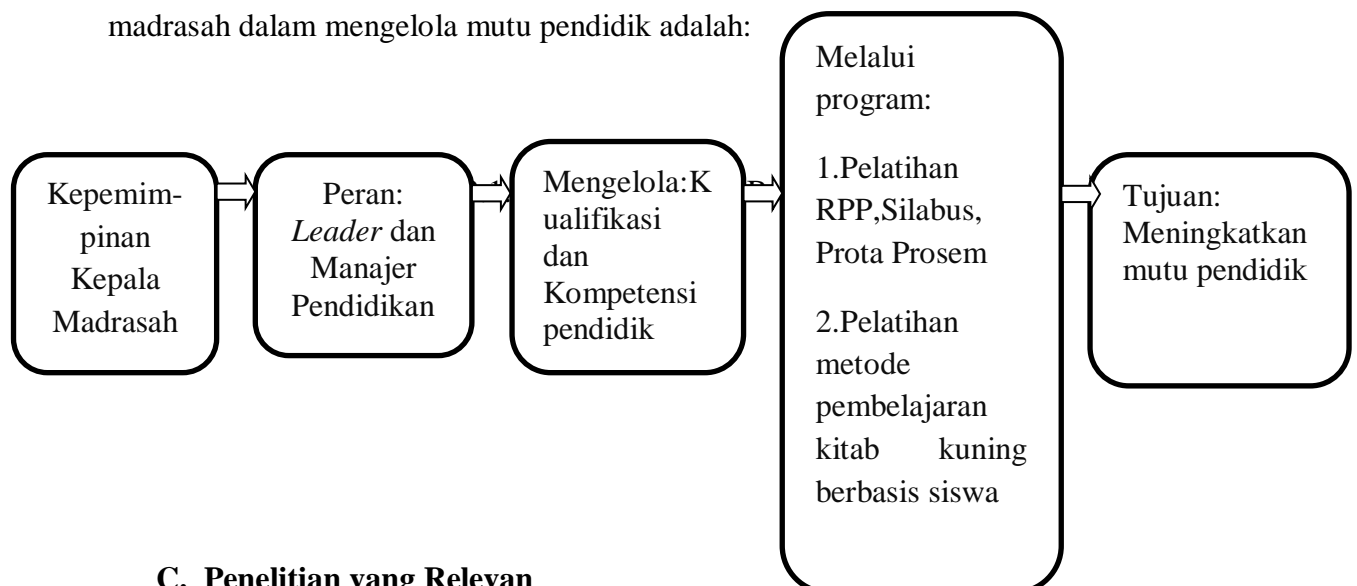 madrasah dalam mengelola mutu pendidik adalah:
Kepemim-
pinan
Kepala
Madrasah
Peran:
Leader dan
Manajer
Pendidikan
Mengelola:K
ualifikasi
dan
Kompetensi
pendidik
Melalui
program:
1.Pelatihan
RPP,Silabus,
Prota Prosem
2.Pelatihan
metode
pembelajaran
kitab kuning
berbasis siswa
Tujuan:
Meningkatkan
mutu pendidik
C. Penelitian yang Relevan